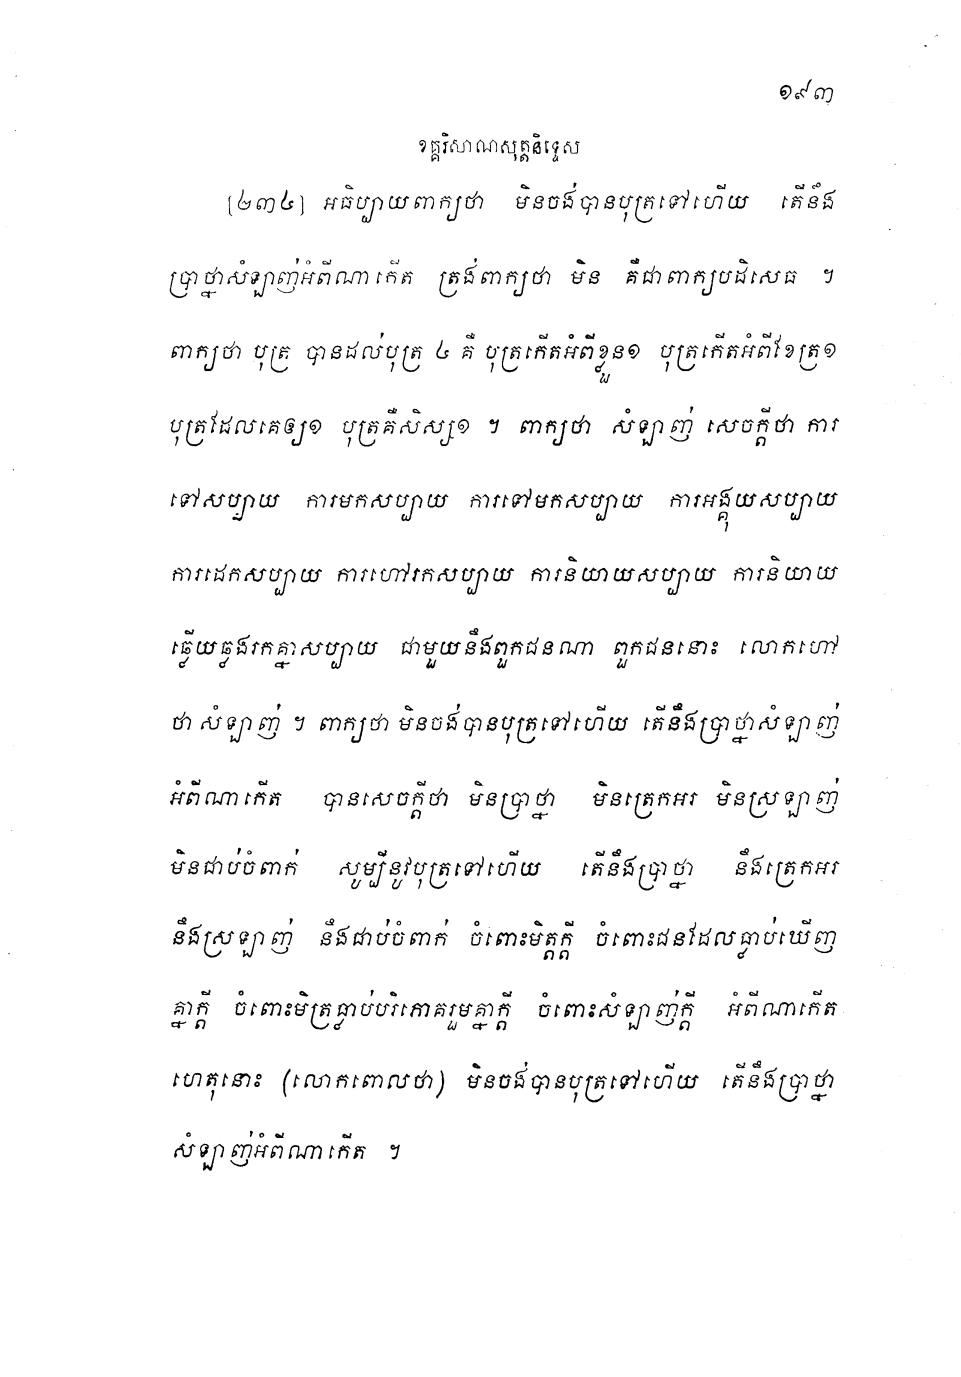 ១៩៣
ខគ្គវិសាណសុត្តនិទ្ទេស
[២៣៤] អធិប្បាយពាក្យថា មិនចង់បានបុត្រទៅហើយ តើនឹង
ប្រាថ្នាសំឡាញ់អំពីណាកើត ត្រង់ពាក្យថា មិន គឺជាពាក្យបដិសេធ ។
ពាក្យថា បុត្រ បានដល់បុត្រ ៤ គឺ បុត្រកើតអំពីខ្លួន១ បុត្រកើតអំពីខែត្រ១
បុត្រដែលគេឲ្យ១ បុត្រគឺសិស្ស១ ។ ពាក្យថា សំឡាញ់ សេចក្តីថា ការ
ទៅសប្បាយ ការមកសប្បាយ ការទៅមកសប្បាយ ការអង្គុយសប្បាយ
ការដេកសប្បាយ ការហៅរកសប្បាយ ការនិយាយសប្បាយ ការនិយាយ
ឆ្លើយឆ្លងរកគ្នាសប្បាយ ជាមួយនឹងពួកជនណា ពួកជននោះ លោកហៅ
ថា សំឡាញ់ ។ ពាក្យថា មិនចង់បានបុត្រទៅហើយ តើនឹងប្រាថ្នាសំឡាញ់
អំពីណាកើត បានសេចក្តីថា មិនប្រាថ្នា មិនត្រេកអរ មិនស្រឡាញ់
មិនជាប់ចំពាក់ សូម្បីនូវបុត្រទៅហើយ តើនឹងប្រាថ្នា នឹងត្រេកអរ
នឹងស្រឡាញ់ នឹងជាប់ចំពាក់ ចំពោះមិត្តក្តី ចំពោះជនដែលធ្លាប់ឃើញ
គ្នាក្តី ចំពោះមិត្រធ្លាប់បរិភោគរួមគ្នាក្តី ចំពោះសំឡាញ់ក្តី អំពីណាកើត
ហេតុនោះ (លោកពោលថា) មិនចង់បានបុត្រទៅហើយ តើនឹងប្រាថ្នា
សំឡាញ់អំពីណាកើត ។